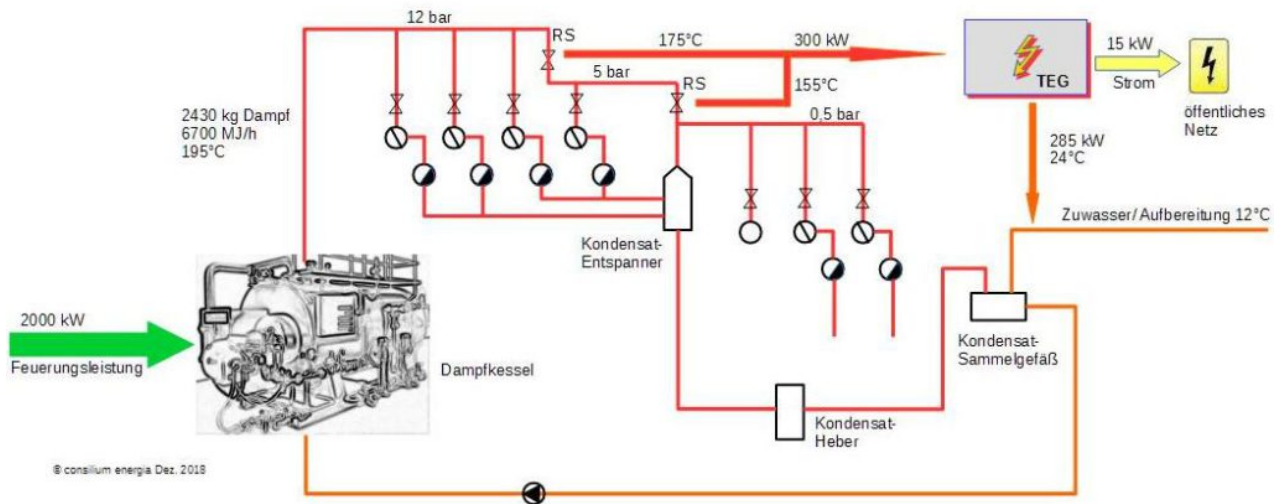 12 bar
RS
175°C
300 kW
15 kW
TEG
Strom
öffentliches
Netz
5 bar
RS
155°C
2430 kg Dampf
6700 MJ/h
195°C
0,5 bar
285 kW
24°C
Zuwasser/ Aufbereitung 12°C
Kondensat-
Entspanner
2000 kW
Feuerungsleistung
Dampfkessel
Kondensat-
Sammelgefäß
Kondensat-
Heber
© consilium energia Dez. 2018